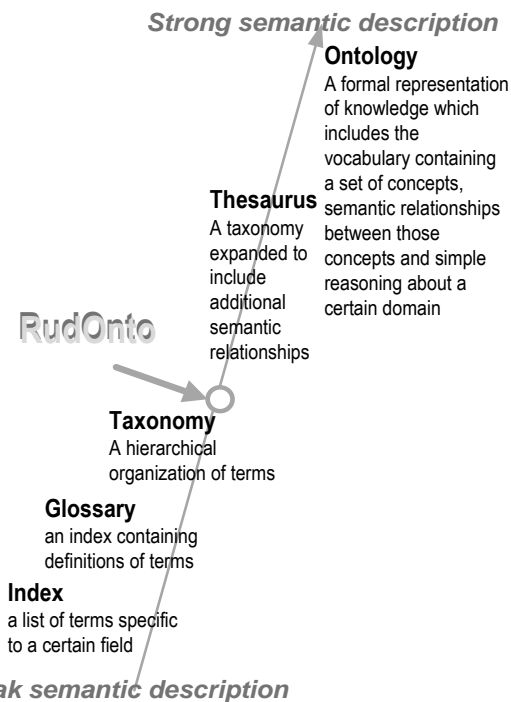 Strong semantic description
Ontology
A formal representation
of knowledge which
includes the
vocabulary containing
a set of concepts,
semantic relationships
between those
concepts and simple
reasoning about a
certain domain
Thesaurus
A taxonomy
expanded to
include
additional
semantic
relationships
RudOnto
Taxonomy
A hierarchical
organization of terms
Glossary
an index containing
definitions of terms
Index
a list of terms specific
to a certain field
semantic description